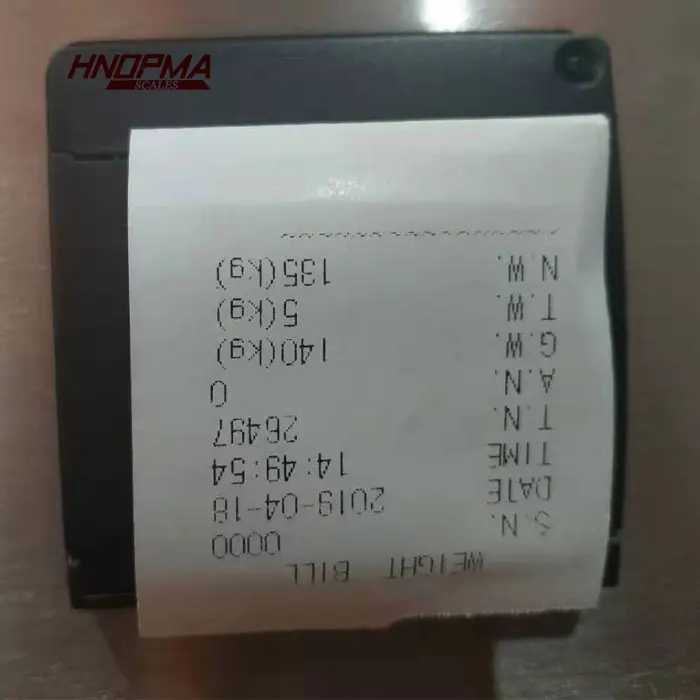 HNOPMA
SCALES
WEIGHT BILL
S.N. 0000
DATE 2019-04-18
TIME 14:49:54
T.N. 26497
A.N. 0
G.W. 140(kg)
T.W. 5(kg)
N.W. 135(kg)